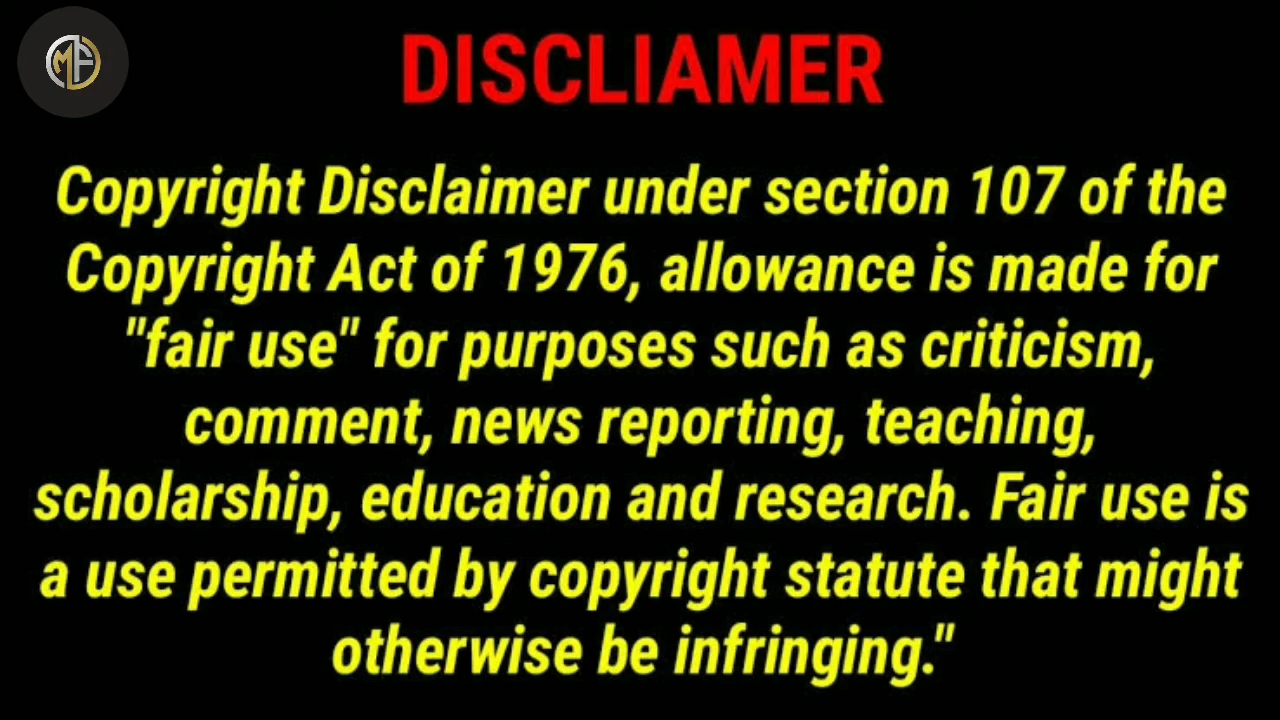 MF
DISCLIAMER
Copyright Disclaimer under section 107 of the
Copyright Act of 1976, allowance is made for
"fair use" for purposes such as criticism,
comment, news reporting, teaching,
scholarship, education and research. Fair use is
a use permitted by copyright statute that might
otherwise be infringing."